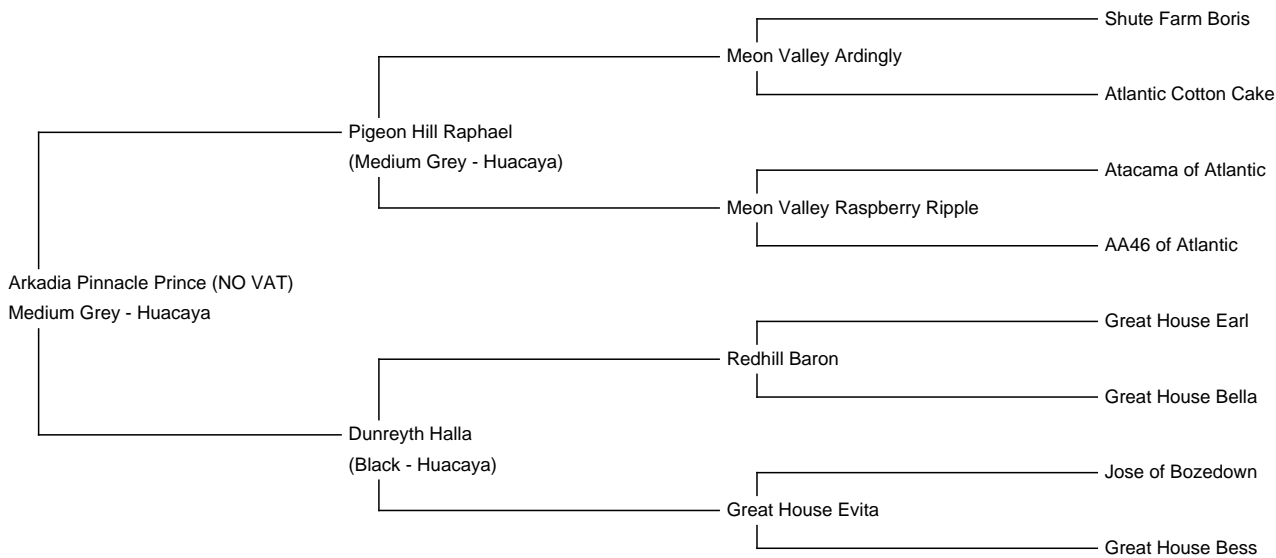 Shute Farm Boris
Meon Valley Ardingly
Atlantic Cotton Cake
Pigeon Hill Raphael
(Medium Grey - Huacaya)
Atacama of Atlantic
Meon Valley Raspberry Ripple
AA46 of Atlantic
Arkadia Pinnacle Prince (NO VAT)
Medium Grey - Huacaya
Great House Earl
Redhill Baron
Great House Bella
Dunreyth Halla
(Black - Huacaya)
Jose of Bozedown
Great House Evita
Great House Bess